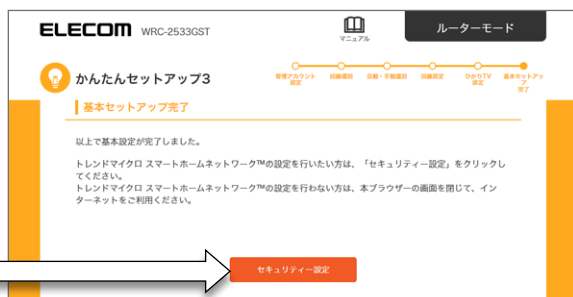 ELECOM WRC-2533GST
マニュアル
ルーターモード
かんたんセットアップ3
管理アカウント
設定
回線選別
自動・手動選別
回線設定
ひかりTV
設定
基本セットアッ
プ
完了
基本セットアップ完了
以上で基本設定が完了しました。
トレンドマイクロ スマートホームネットワーク™の設定を行いたい方は、「セキュリティー設定」をクリックし
てください。
トレンドマイクロ スマートホームネットワーク™の設定を行わない方は、本ブラウザーの画面を閉じて、イン
ターネットをご利用ください。
セキュリティー設定